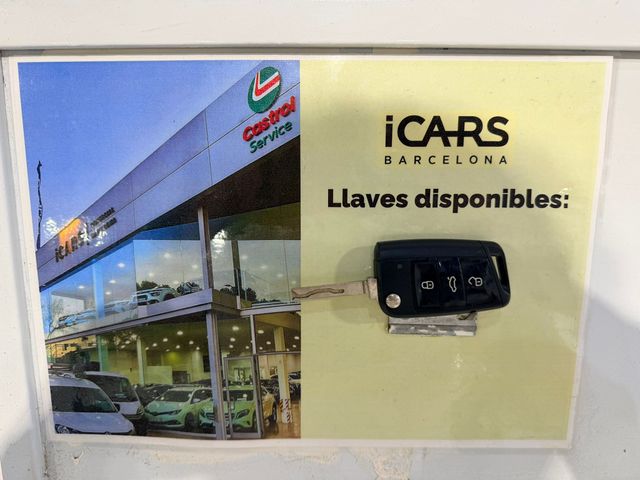 Castrol
Service
iCARS
iCARS
BARCELONA
Llaves disponibles: